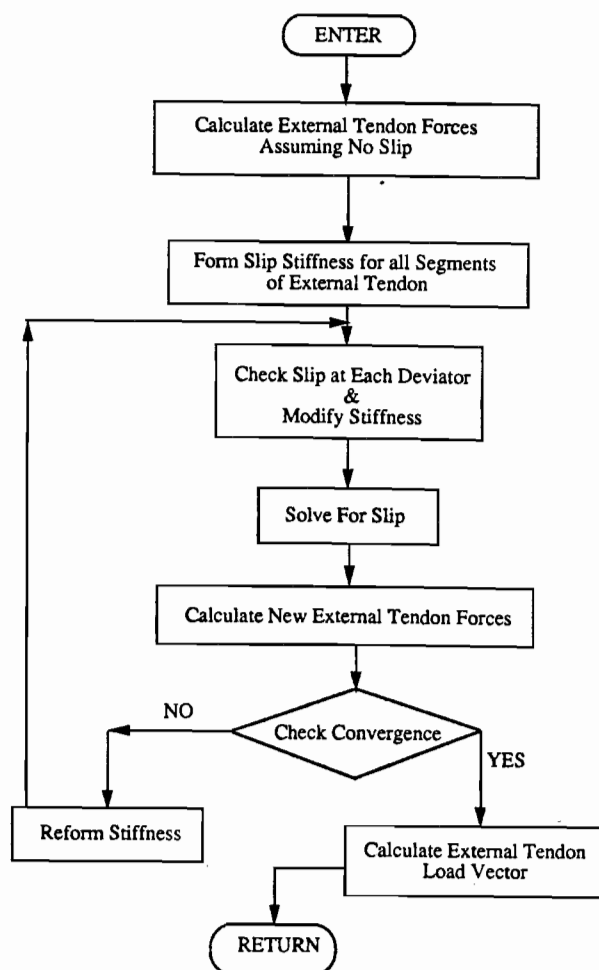 ENTER
Calculate External Tendon Forces
Assuming No Slip
Form Slip Stiffness for all Segments
of External Tendon
Check Slip at Each Deviator
&
Modify Stiffness
Solve For Slip
Calculate New External Tendon Forces
NO
Check Convergence
YES
Reform Stiffness
Calculate External Tendon
Load Vector
RETURN